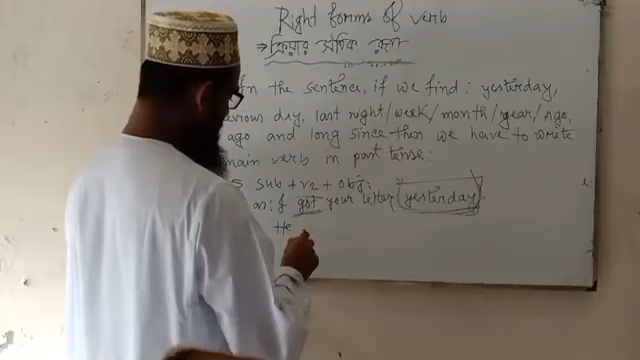 Right forms of verb
→ ক্রিয়ার সঠিক রূপ
In the sentence, if we find: yesterday,
day, last night/week/month/year/Ago,
ago and long since then we have to write
main verb in past tense:
S sub + v2 + obj:
as: I got your letter yesterday.
He